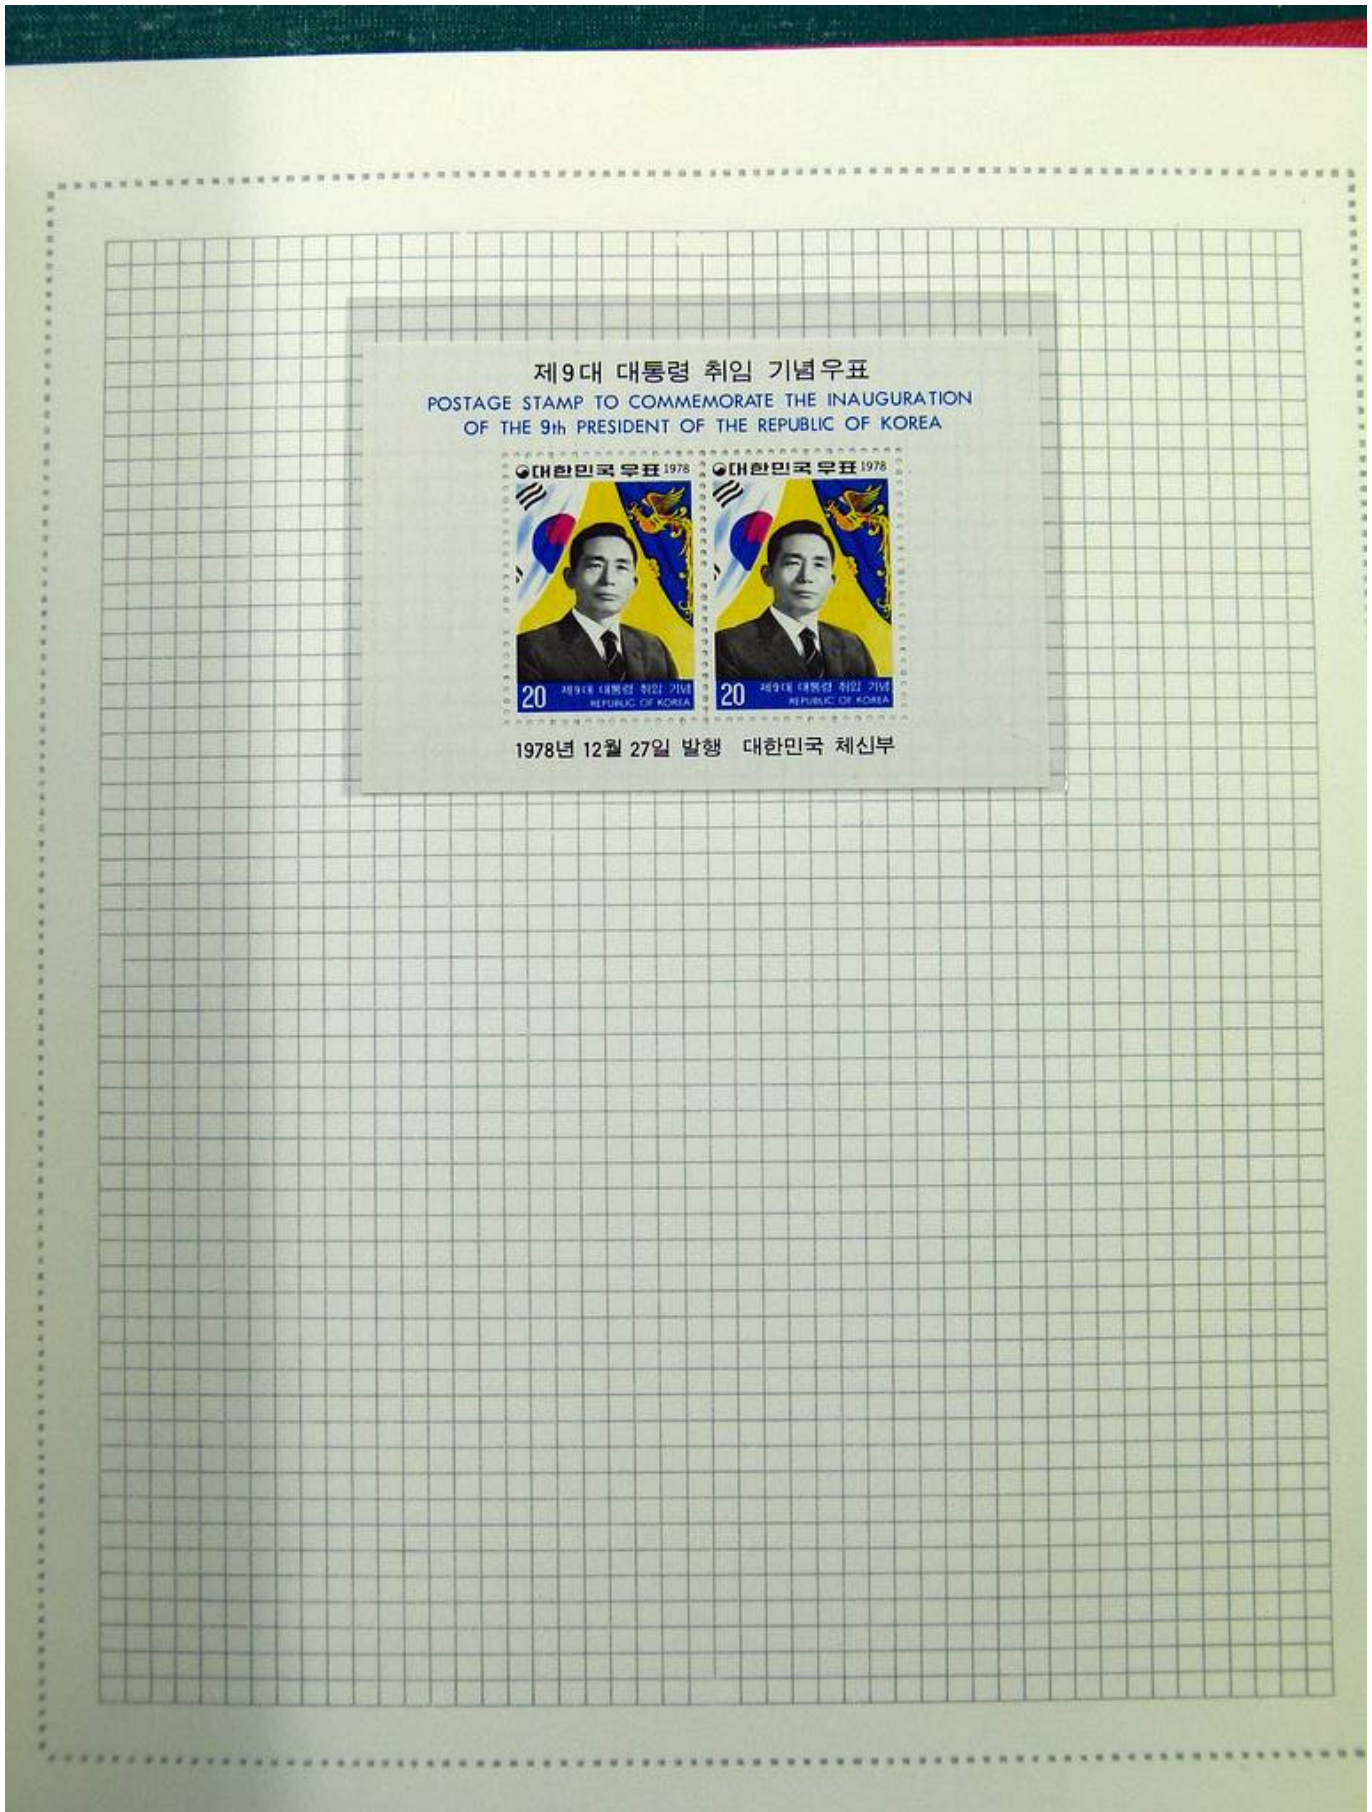 제9대 대통령 취임 기념우표
POSTAGE STAMP TO COMMEMORATE THE INAUGURATION
OF THE 9th PRESIDENT OF THE REPUBLIC OF KOREA
대한민국우표 1978 대한민국우표 1978
20 제9대 대통령 취임 기념 20 제9대 대통령 취임 기념
REPUBLIC OF KOREA REPUBLIC OF KOREA
1978년 12월 27일 발행 대한민국 체신부